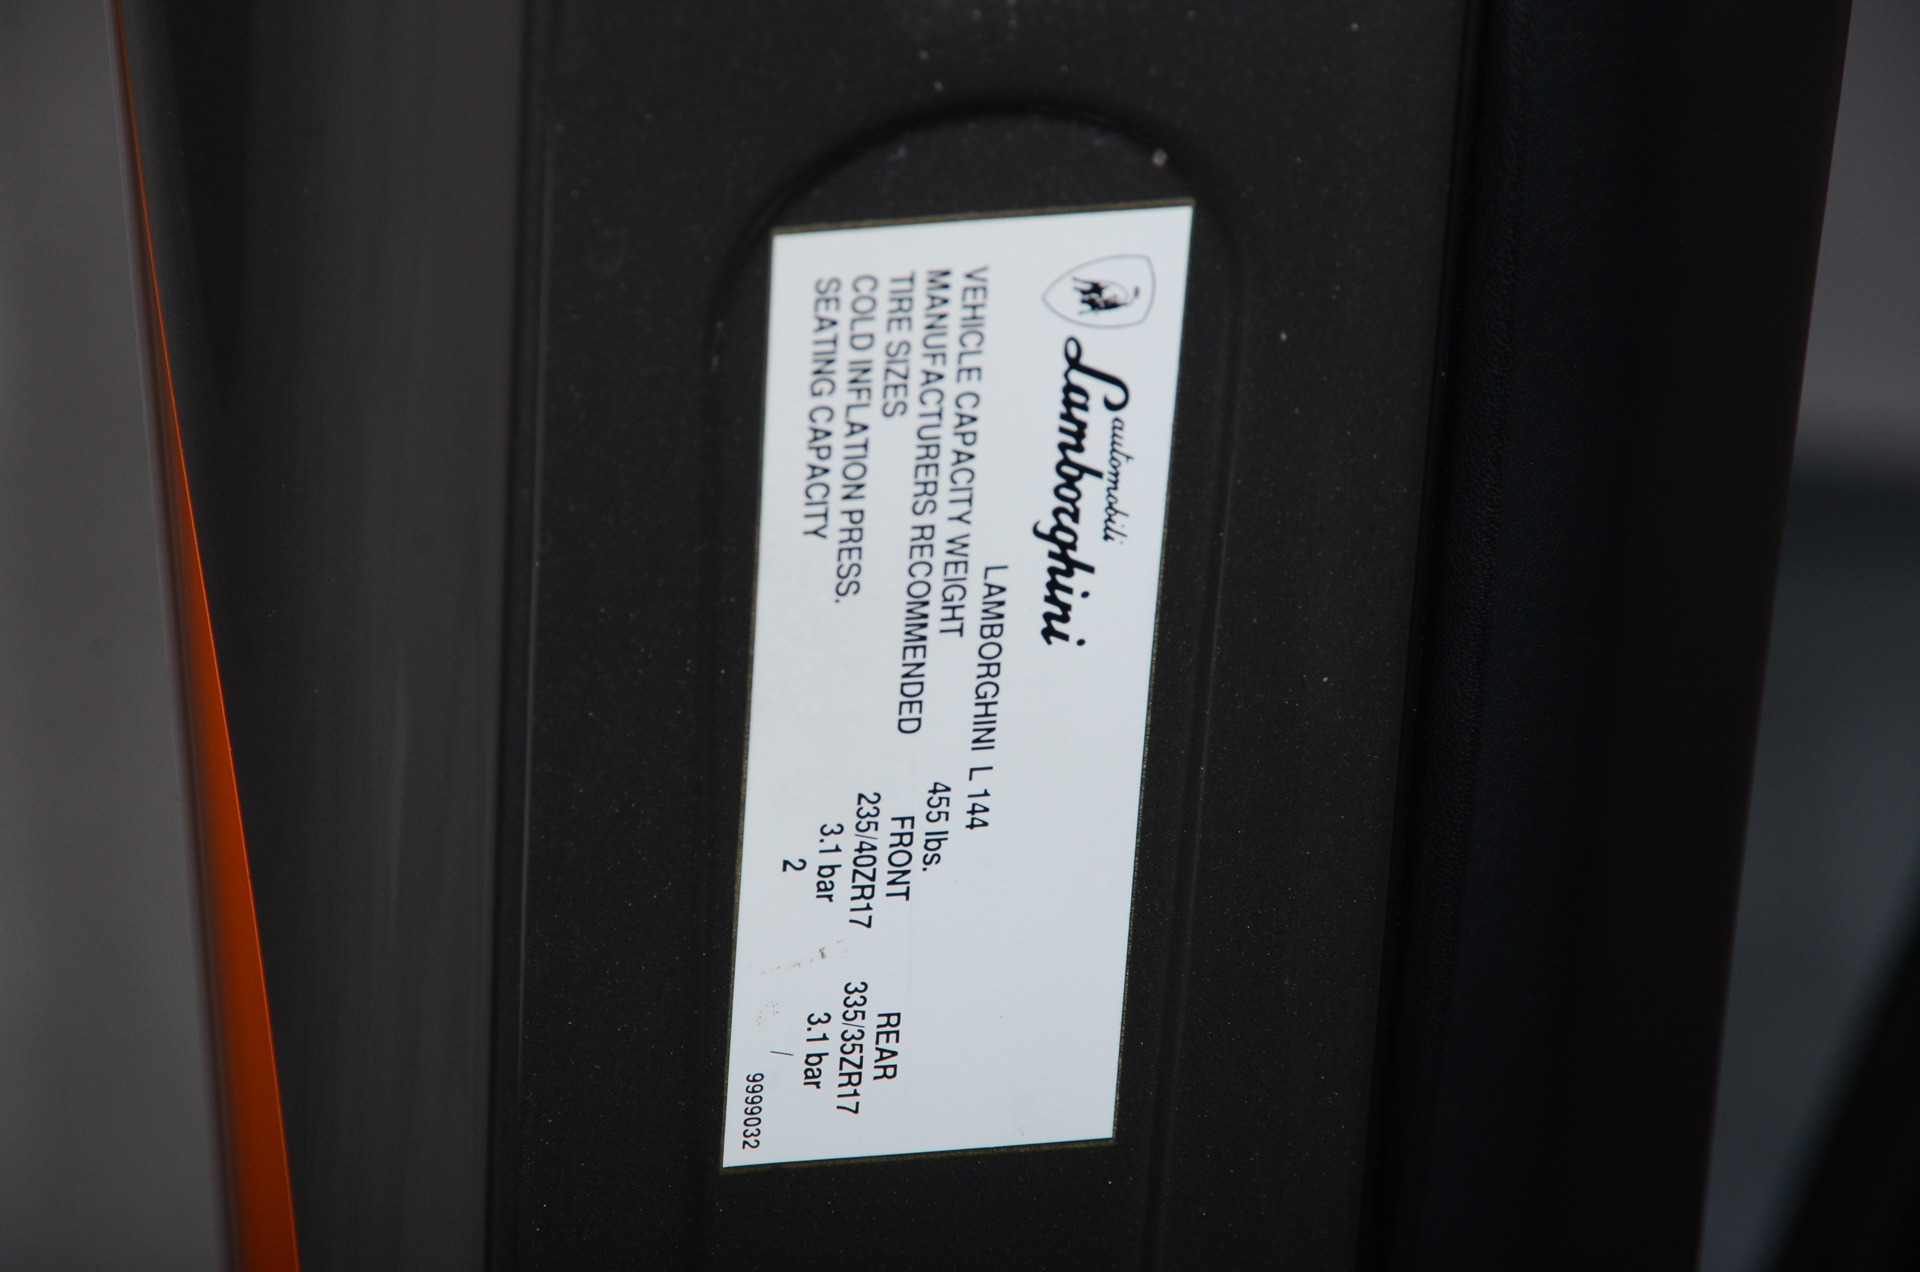 automobili
Lamborghini
LAMBORGHINI L 144
VEHICLE CAPACITY WEIGHT 455 lbs.
MANUFACTURERS RECOMMENDED FRONT REAR
TIRE SIZES 235/40ZR17 335/35ZR17
COLD INFLATION PRESS. 3.1 bar 3.1 bar
SEATING CAPACITY 2 /
9999032